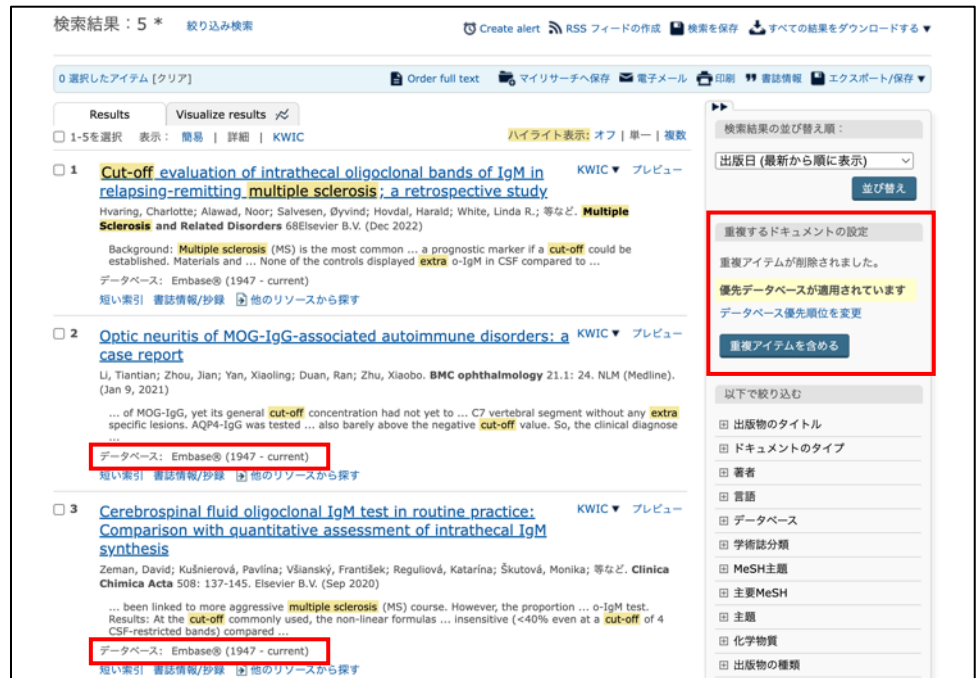 検索結果：5 * 絞り込み検索
Create alert RSS フィードの作成 検索を保存 すべての結果をダウンロードする ▼
0 選択したアイテム [クリア]
Order full text マイリサーチへ保存 電子メール 印刷 書誌情報 エクスポート/保存 ▼
Results Visualize results
1-5を選択 表示： 簡易 | 詳細 | KWIC
ハイライト表示: オフ | 単一 | 複数
1 Cut-off evaluation of intrathecal oligoclonal bands of IgM in
relapsing-remitting multiple sclerosis; a retrospective study
KWIC ▼ プレビュー
Hvaring, Charlotte; Alawad, Noor; Salvesen, Øyvind; Hovdal, Harald; White, Linda R.; 等など. Multiple
Sclerosis and Related Disorders 68Elsevier B.V. (Dec 2022)
Background: Multiple sclerosis (MS) is the most common ... a prognostic marker if a cut-off could be
established. Materials and ... None of the controls displayed extra o-IgM in CSF compared to ...
データベース: Embase® (1947 - current)
短い索引 書誌情報/抄録 他のリソースから探す
2 Optic neuritis of MOG-IgG-associated autoimmune disorders: a
case report
KWIC ▼ プレビュー
Li, Tiantian; Zhou, Jian; Yan, Xiaoling; Duan, Ran; Zhu, Xiaobo. BMC ophthalmology 21.1: 24. NLM (Medline).
(Jan 9, 2021)
... of MOG-IgG, yet its general cut-off concentration had not yet to ... C7 vertebral segment without any extra
specific lesions. AQP4-IgG was tested ... also barely above the negative cut-off value. So, the clinical diagnose
...
データベース: Embase® (1947 - current)
短い索引 書誌情報/抄録 他のリソースから探す
3 Cerebrospinal fluid oligoclonal IgM test in routine practice:
Comparison with quantitative assessment of intrathecal IgM
synthesis
KWIC ▼ プレビュー
Zeman, David; Kušnierová, Pavlína; Všianský, František; Reguliová, Katarína; Škutová, Monika; 等など. Clinica
Chimica Acta 508: 137-145. Elsevier B.V. (Sep 2020)
... been linked to more aggressive multiple sclerosis (MS) course. However, the proportion ... o-IgM test.
Results: At the cut-off commonly used, the non-linear formulas ... insensitive (<40% even at a cut-off of 4
CSF-restricted bands) compared ...
データベース: Embase® (1947 - current)
短い索引 書誌情報/抄録 他のリソースから探す
検索結果の並び替え順：
出版日 (最新から順に表示)
並び替え
重複するドキュメントの設定
重複アイテムが削除されました。
優先データベースが適用されています
データベース優先順位を変更
重複アイテムを含める
以下で絞り込む
出版物のタイトル
ドキュメントのタイプ
著者
言語
データベース
学術誌分類
MeSH主題
主要MeSH
主題
化学物質
出版物の種類